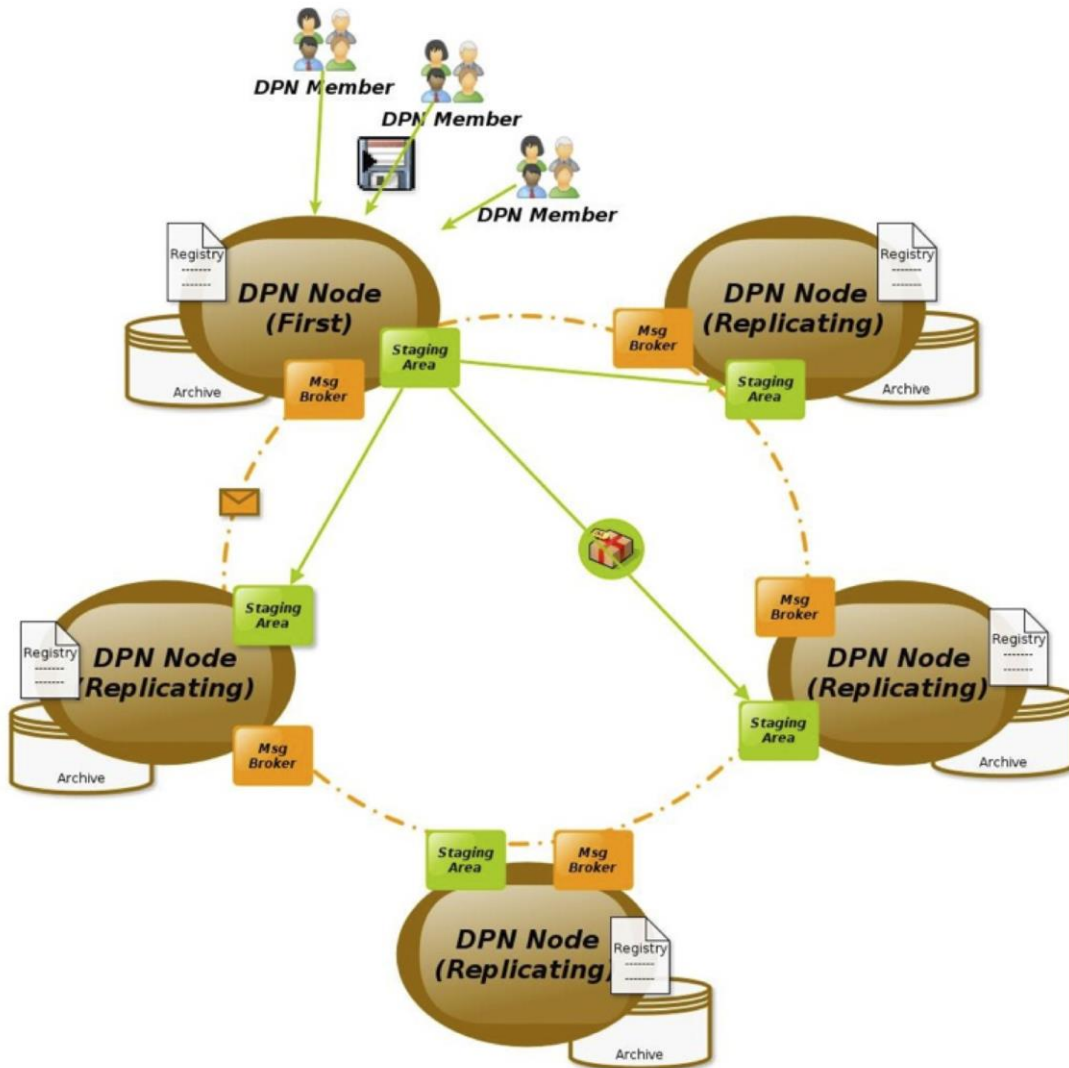 DPN Member
DPN Member
DPN Member
Registry
-------
-------
DPN Node
(First)
Archive
Msg
Broker
Staging
Area
Msg
Broker
DPN Node
(Replicating)
Registry
-------
-------
Staging
Area
Archive
Staging
Area
Registry
-------
-------
DPN Node
(Replicating)
Msg
Broker
Archive
Msg
Broker
DPN Node
(Replicating)
Registry
-------
-------
Staging
Area
Archive
Staging
Area
Msg
Broker
DPN Node
(Replicating)
Registry
-------
-------
Archive